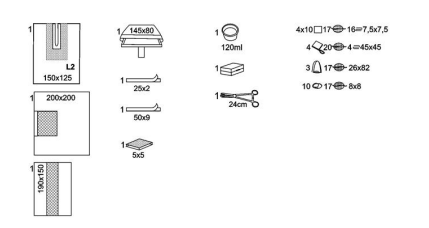 1
L2
150x125
1
200x200
1
190x150
1
145x80
1
25x2
1
50x9
1
5x5
1
120ml
1
1
24cm
4x10 17 16 7,5x7,5
4 20 4 45x45
3 17 26x82
10 17 8x8